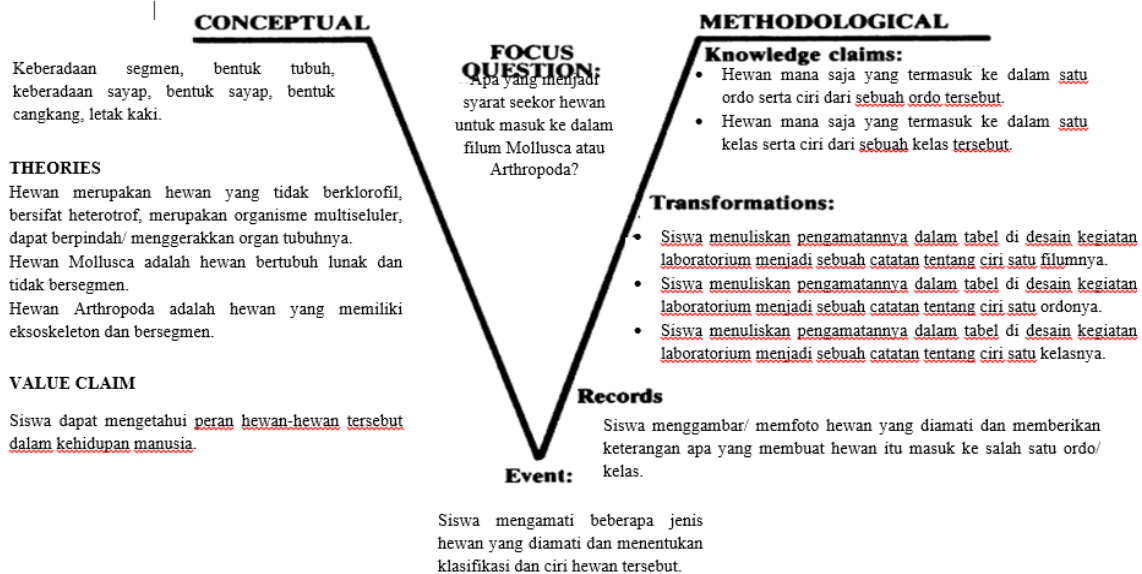 CONCEPTUAL
Keberadaan segmen, bentuk tubuh,
keberadaan sayap, bentuk sayap, bentuk
cangkang, letak kaki.
THEORIES
Hewan merupakan hewan yang tidak berklorofil,
bersifat heterotrof, merupakan organisme multiseluler,
dapat berpindah/ menggerakkan organ tubuhnya.
Hewan Mollusca adalah hewan bertubuh lunak dan
tidak bersegmen.
Hewan Arthropoda adalah hewan yang memiliki
eksoskeleton dan bersegmen.
VALUE CLAIM
Siswa dapat mengetahui peran hewan-hewan tersebut
dalam kehidupan manusia.
FOCUS
QUESTION:
Apa yang menjadi
syarat seekor hewan
untuk masuk ke dalam
filum Mollusca atau
Arthropoda?
METHODOLOGICAL
Knowledge claims:
• Hewan mana saja yang termasuk ke dalam satu
ordo serta ciri dari sebuah ordo tersebut.
• Hewan mana saja yang termasuk ke dalam satu
kelas serta ciri dari sebuah kelas tersebut.
Transformations:
• Siswa menuliskan pengamatannya dalam tabel di desain kegiatan
laboratorium menjadi sebuah catatan tentang ciri satu filumnya.
• Siswa menuliskan pengamatannya dalam tabel di desain kegiatan
laboratorium menjadi sebuah catatan tentang ciri satu ordonya.
• Siswa menuliskan pengamatannya dalam tabel di desain kegiatan
laboratorium menjadi sebuah catatan tentang ciri satu kelasnya.
Records
Siswa menggambar/ memfoto hewan yang diamati dan memberikan
keterangan apa yang membuat hewan itu masuk ke salah satu ordo/
kelas.
Event:
Siswa mengamati beberapa jenis
hewan yang diamati dan menentukan
klasifikasi dan ciri hewan tersebut.